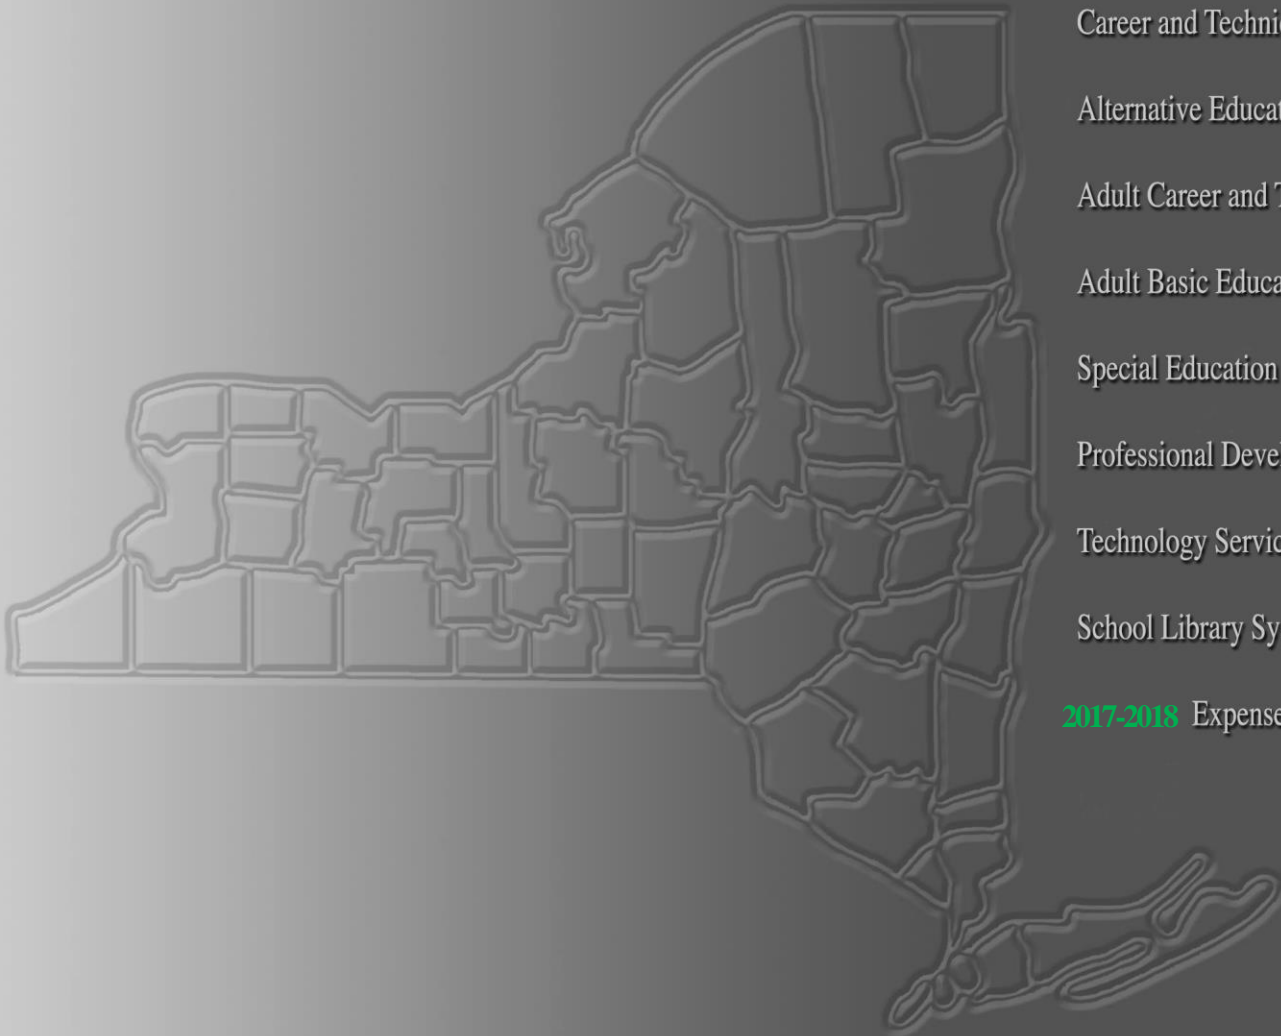 Career and Techni
Alternative Educat
Adult Career and T
Adult Basic Educa
Special Education
Professional Deve
Technology Servic
School Library Sy
2017-2018 Expense